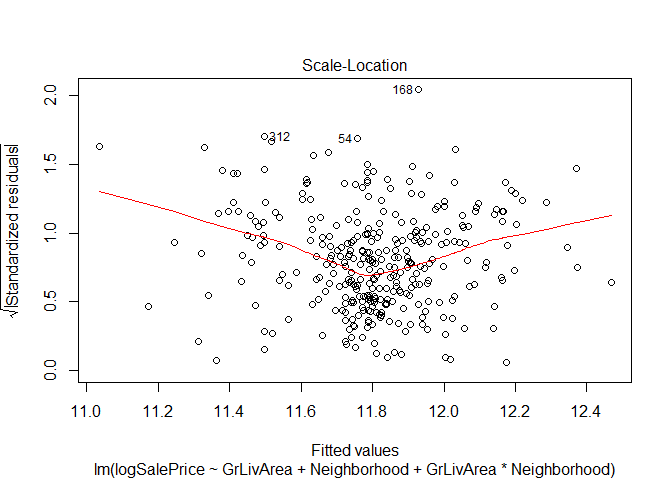 Scale-Location
√|Standardized residuals|
2.0
1.5
1.0
0.5
0.0
168
312
54
11.0 11.2 11.4 11.6 11.8 12.0 12.2 12.4
Fitted values
lm(logSalePrice ~ GrLivArea + Neighborhood + GrLivArea * Neighborhood)